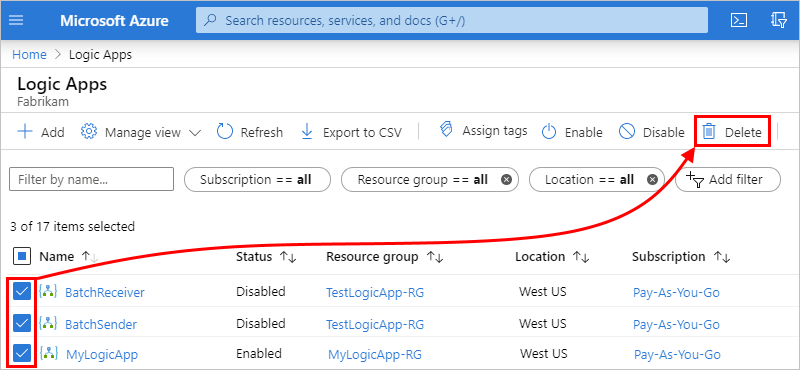 Microsoft Azure
Search resources, services, and docs (G+/)
Home > Logic Apps
Logic Apps
Fabrikam
Add Manage view Refresh Export to CSV Assign tags Enable Disable Delete
Filter by name... Subscription == all Resource group == all Location == all Add filter
3 of 17 items selected
Name Status Resource group Location Subscription
BatchReceiver Disabled TestLogicApp-RG West US Pay-As-You-Go
BatchSender Disabled TestLogicApp-RG West US Pay-As-You-Go
MyLogicApp Enabled MyLogicApp-RG West US Pay-As-You-Go